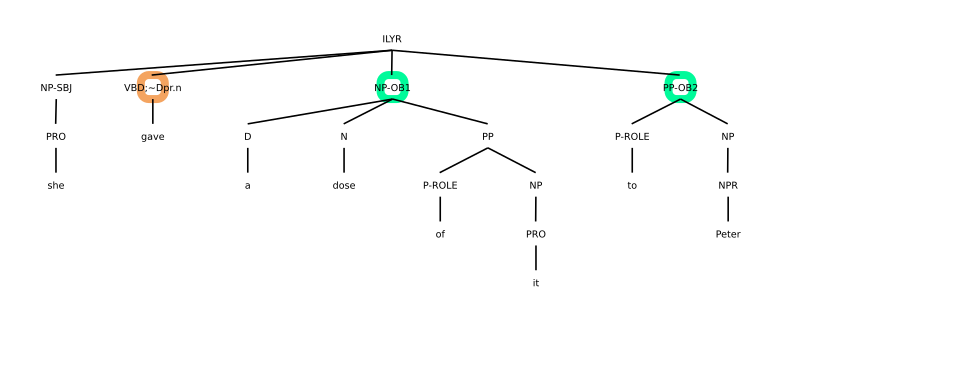 ILYR
NP-SBJ VBD;~Dpr.n NP-OB1 PP-OB2
PRO gave D N PP P-ROLE NP
she a dose P-ROLE NP to NPR
of PRO Peter
it